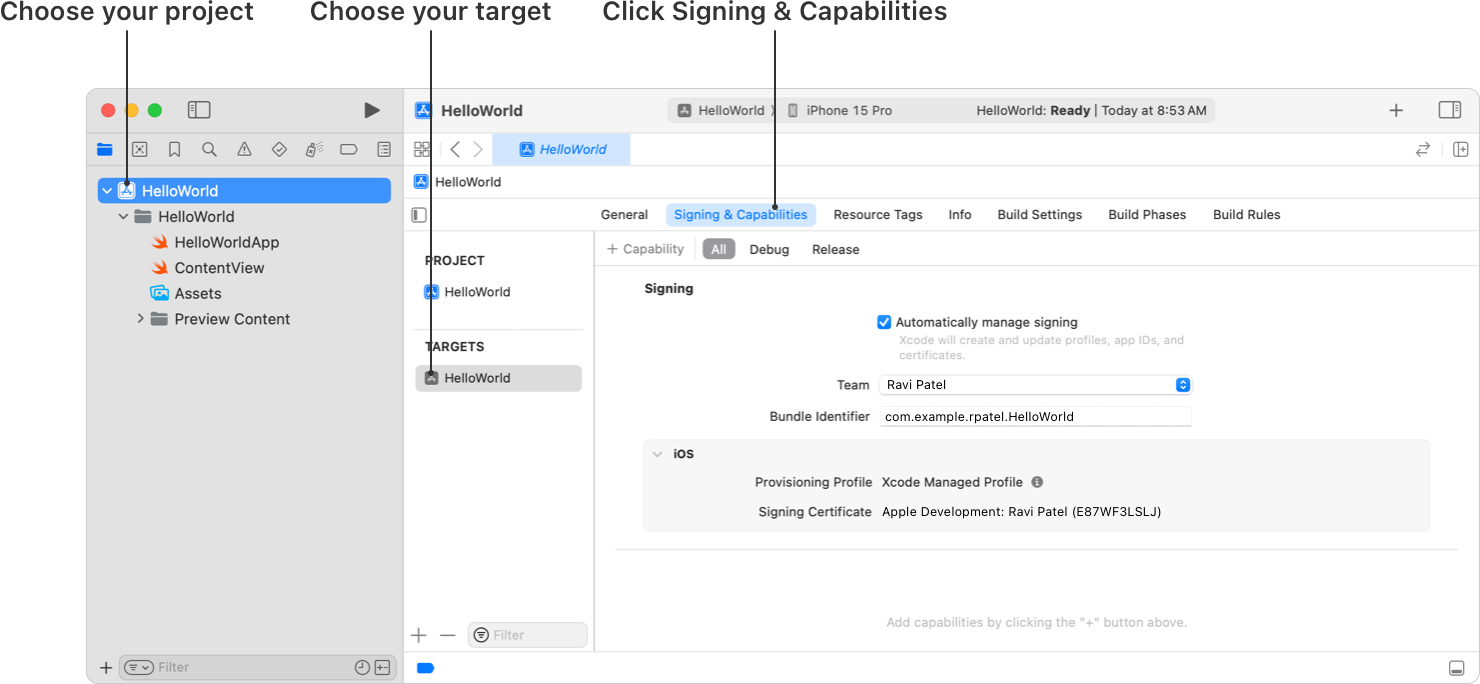 Choose your project
Choose your target
Click Signing & Capabilities
HelloWorld
HelloWorld
iPhone 15 Pro
HelloWorld: Ready | Today at 8:53 AM
HelloWorld
HelloWorld
HelloWorld
HelloWorld
HelloWorldApp
ContentView
Assets
Preview Content
Filter
General
Signing & Capabilities
Resource Tags
Info
Build Settings
Build Phases
Build Rules
PROJECT
HelloWorld
TARGETS
HelloWorld
Filter
+ Capability
All
Debug
Release
Signing
Automatically manage signing
Xcode will create and update profiles, app IDs, and
certificates.
Team
Ravi Patel
Bundle Identifier
com.example.rpatel.HelloWorld
iOS
Provisioning Profile
Xcode Managed Profile
Signing Certificate
Apple Development: Ravi Patel (E87WF3LSLJ)
Add capabilities by clicking the "+" button above.